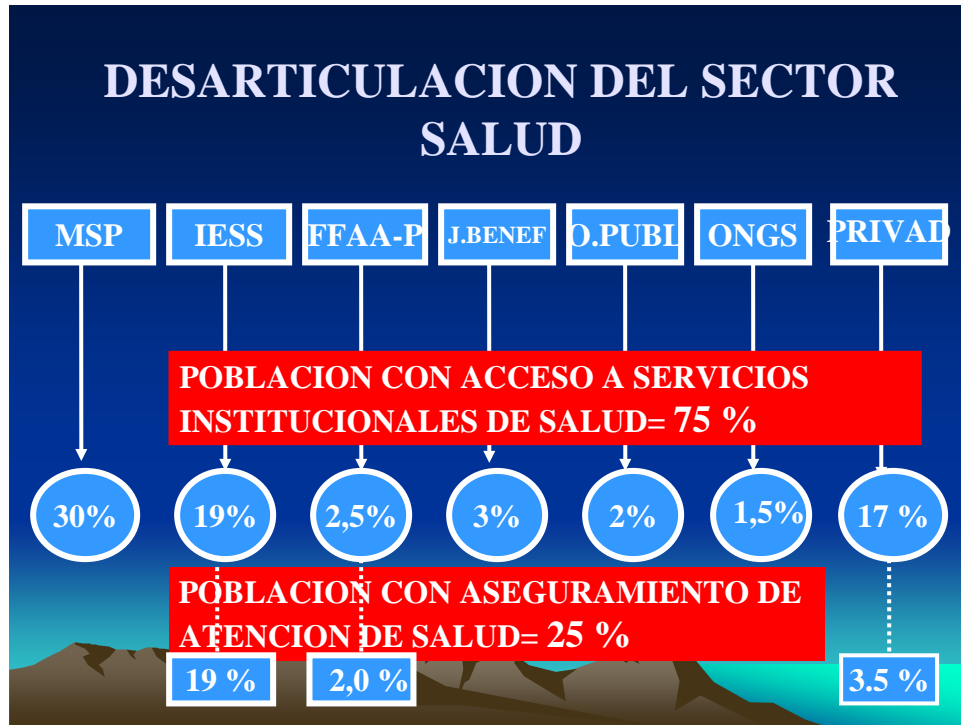 DESARTICULACION DEL SECTOR
SALUD
MSP
IESS
FFAA-P
J.BENEF
O.PUBL
ONGS
PRIVAD
POBLACION CON ACCESO A SERVICIOS
INSTITUCIONALES DE SALUD= 75 %
30%
19%
2,5%
3%
2%
1,5%
17 %
POBLACION CON ASEGURAMIENTO DE
ATENCION DE SALUD= 25 %
19 %
2,0 %
3.5 %